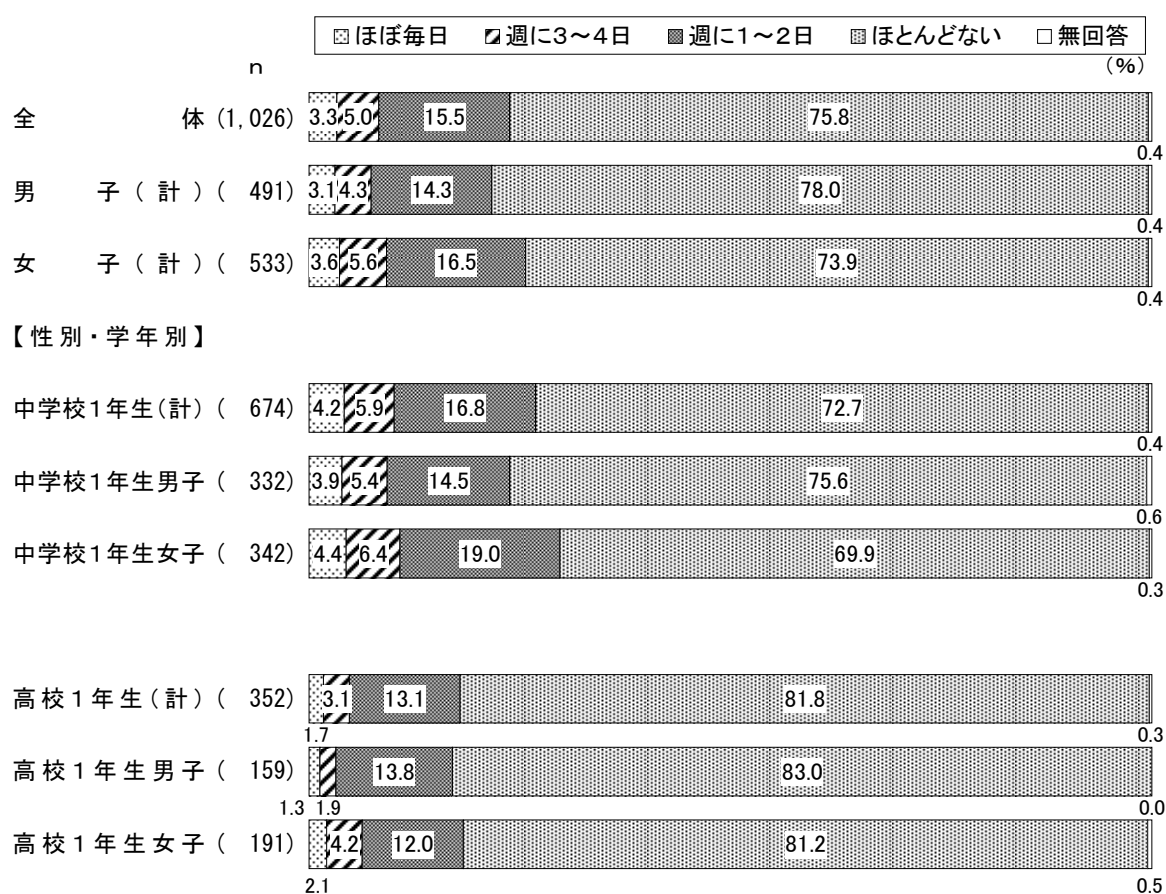 ほぼ毎日 週に3～4日 週に1～2日 ほとんどない 無回答
n (%)
全体 (1,026) 3.3 5.0 15.5 75.8
0.4
男子(計) ( 491) 3.1 4.3 14.3 78.0
0.4
女子(計) ( 533) 3.6 5.6 16.5 73.9
0.4
【性別・学年別】
中学校1年生(計) ( 674) 4.2 5.9 16.8 72.7
0.4
中学校1年生男子 ( 332) 3.9 5.4 14.5 75.6
0.6
中学校1年生女子 ( 342) 4.4 6.4 19.0 69.9
0.3
高校1年生(計) ( 352) 3.1 13.1 81.8
1.7 0.3
高校1年生男子 ( 159) 13.8 83.0
1.3 1.9 0.0
高校1年生女子 ( 191) 4.2 12.0 81.2
2.1 0.5